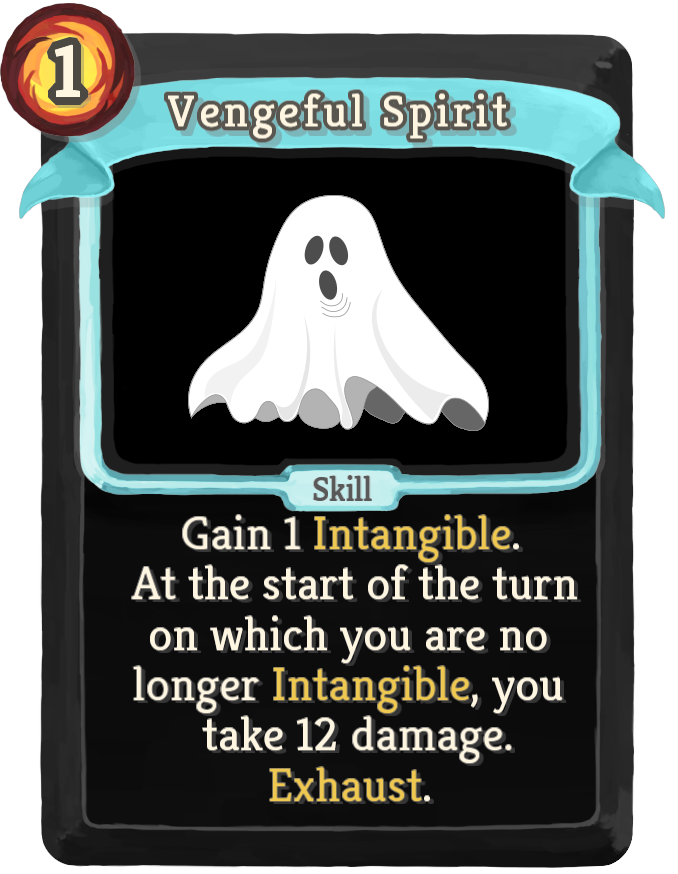 1
Vengeful Spirit
Skill
Gain 1 Intangible.
At the start of the turn
on which you are no
longer Intangible, you
take 12 damage.
Exhaust.